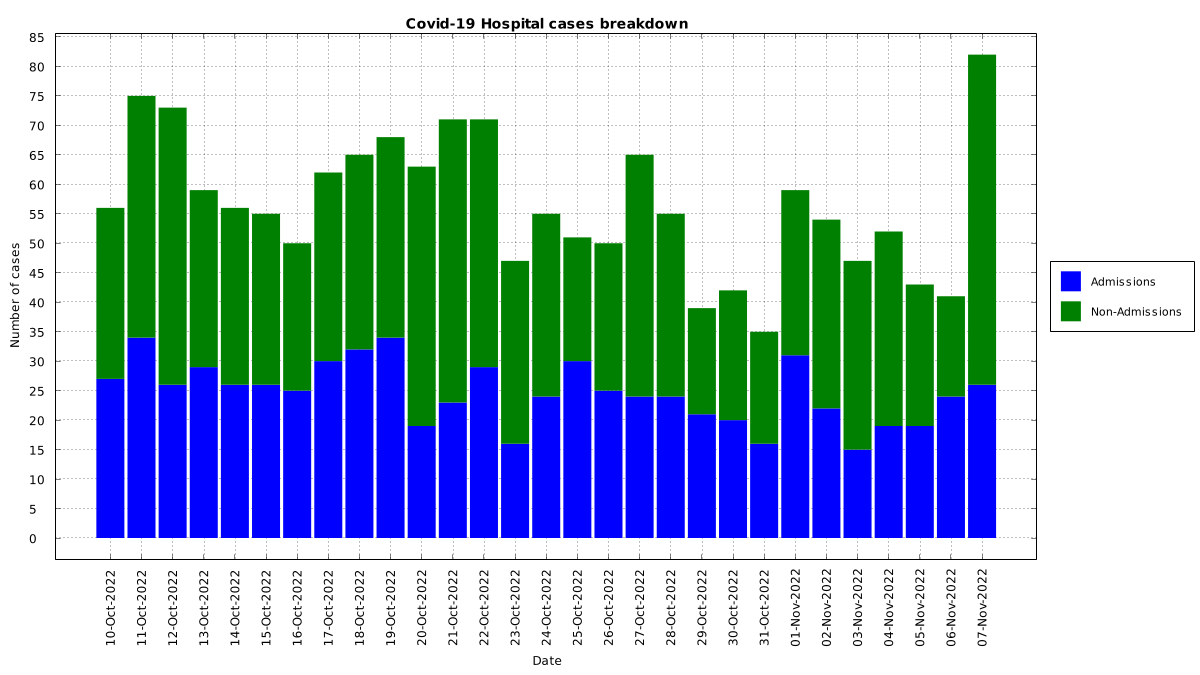 Covid-19 Hospital cases breakdown
85
80
75
70
65
60
55
50
45
40
35
30
25
20
15
10
5
0
Number of cases
10-Oct-2022
11-Oct-2022
12-Oct-2022
13-Oct-2022
14-Oct-2022
15-Oct-2022
16-Oct-2022
17-Oct-2022
18-Oct-2022
19-Oct-2022
20-Oct-2022
21-Oct-2022
22-Oct-2022
23-Oct-2022
24-Oct-2022
25-Oct-2022
26-Oct-2022
27-Oct-2022
28-Oct-2022
29-Oct-2022
30-Oct-2022
31-Oct-2022
01-Nov-2022
02-Nov-2022
03-Nov-2022
04-Nov-2022
05-Nov-2022
06-Nov-2022
07-Nov-2022
Date
Admissions
Non-Admissions